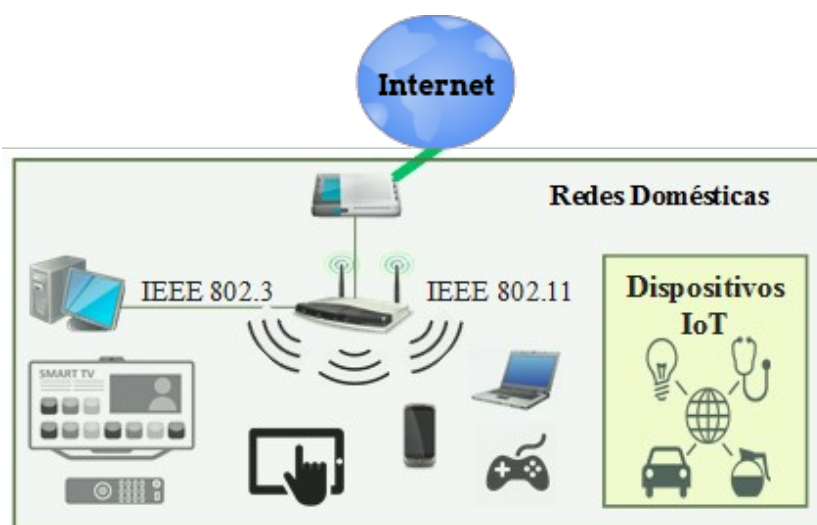 Internet
Redes Domésticas
IEEE 802.3
IEEE 802.11
Dispositivos
IoT
SMART TV